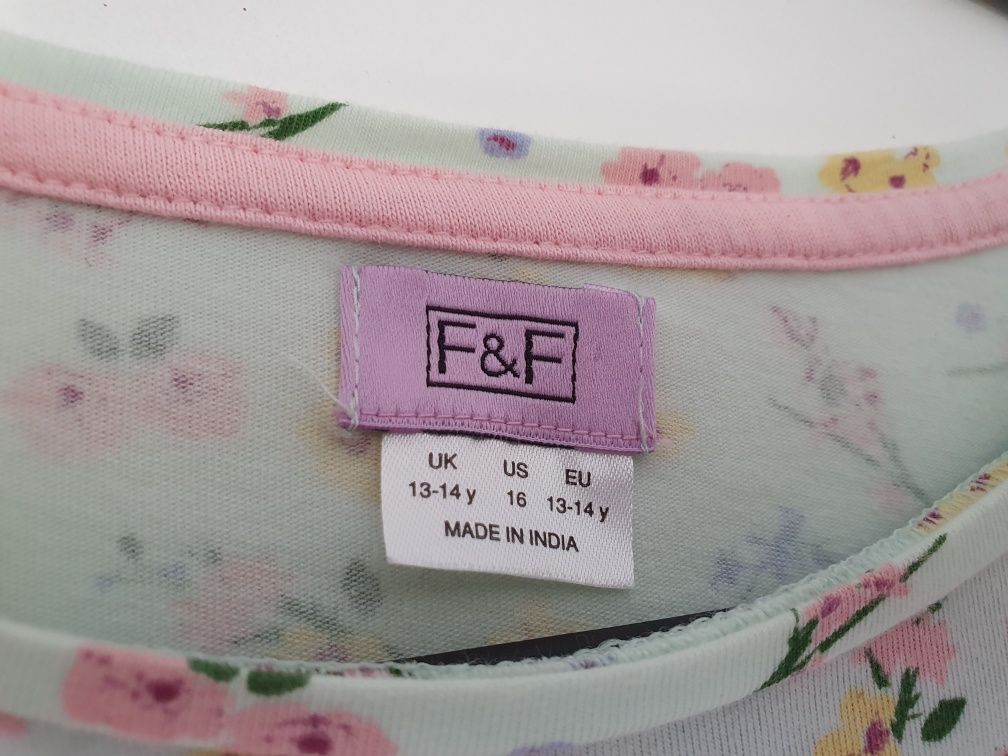 F&F
UK US EU
13-14 y 16 13-14 y
MADE IN INDIA